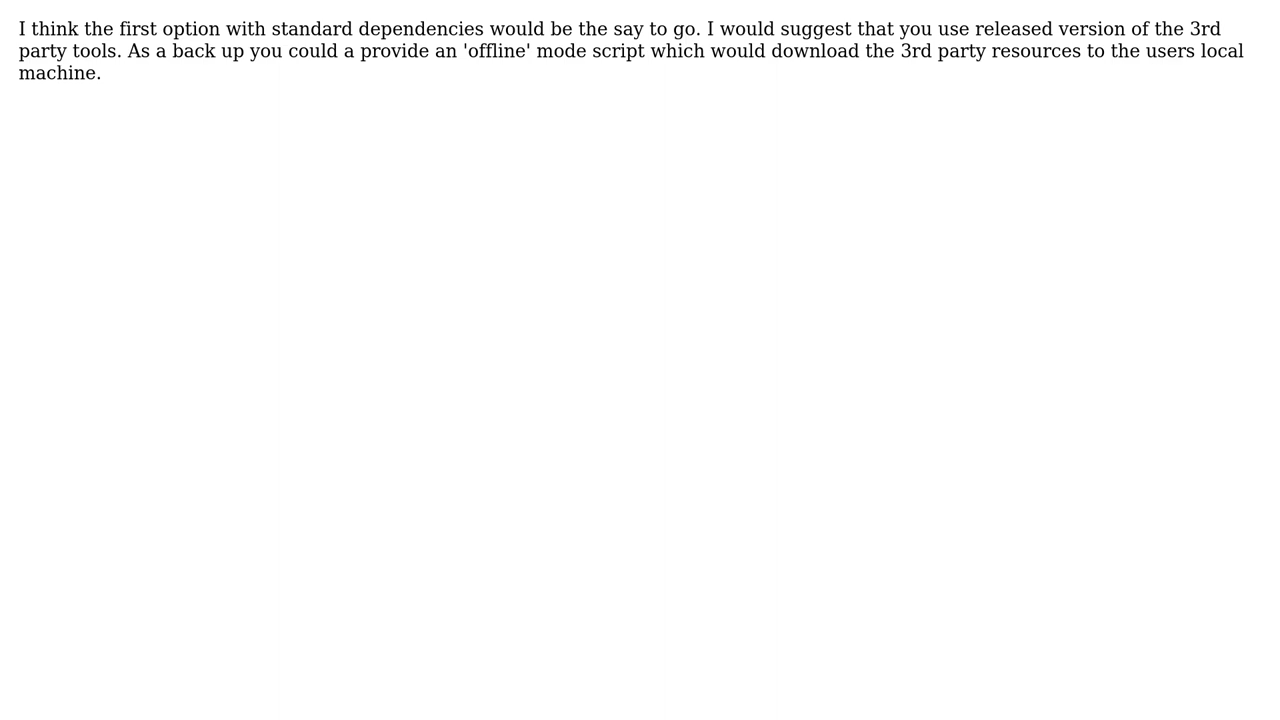 I think the first option with standard dependencies would be the say to go. I would suggest that you use released version of the 3rd
party tools. As a back up you could a provide an 'offline' mode script which would download the 3rd party resources to the users local
machine.